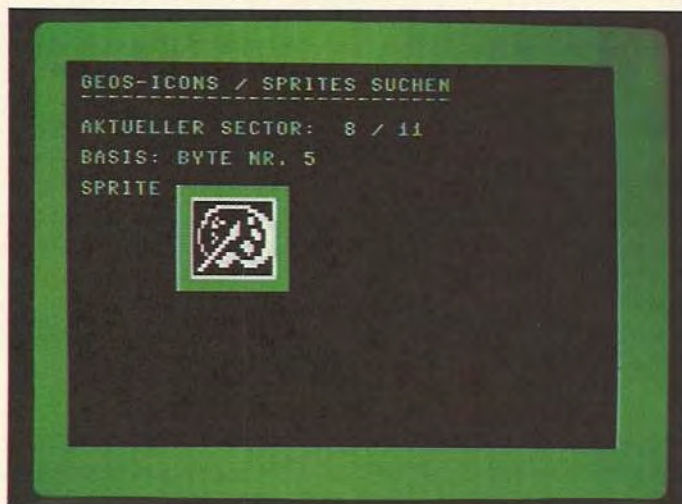 GEOS-ICONS / SPRITES SUCHEN
AKTUELLER SECTOR: 8 / 11
BASIS: BYTE NR. 5
SPRITE